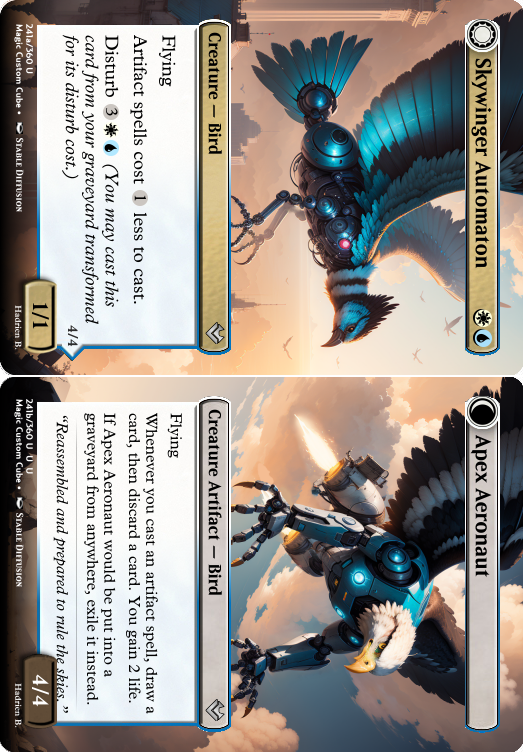 Skywinger Automaton
Creature — Bird
Flying
Artifact spells cost 1 less to cast.
Disturb 3 (You may cast this
card from your graveyard transformed
for its disturb cost.)
4/4
1/1
241a/360 U
Magic Custom Cube • Stable Diffusion
Hadrien B.
Apex Aeronaut
Creature Artifact — Bird
Flying
Whenever you cast an artifact spell, draw a
card, then discard a card. You gain 2 life.
If Apex Aeronaut would be put into a
graveyard from anywhere, exile it instead.
“Reassembled and prepared to rule the skies.”
4/4
241b/360 U U U
Magic Custom Cube • Stable Diffusion
Hadrien B.